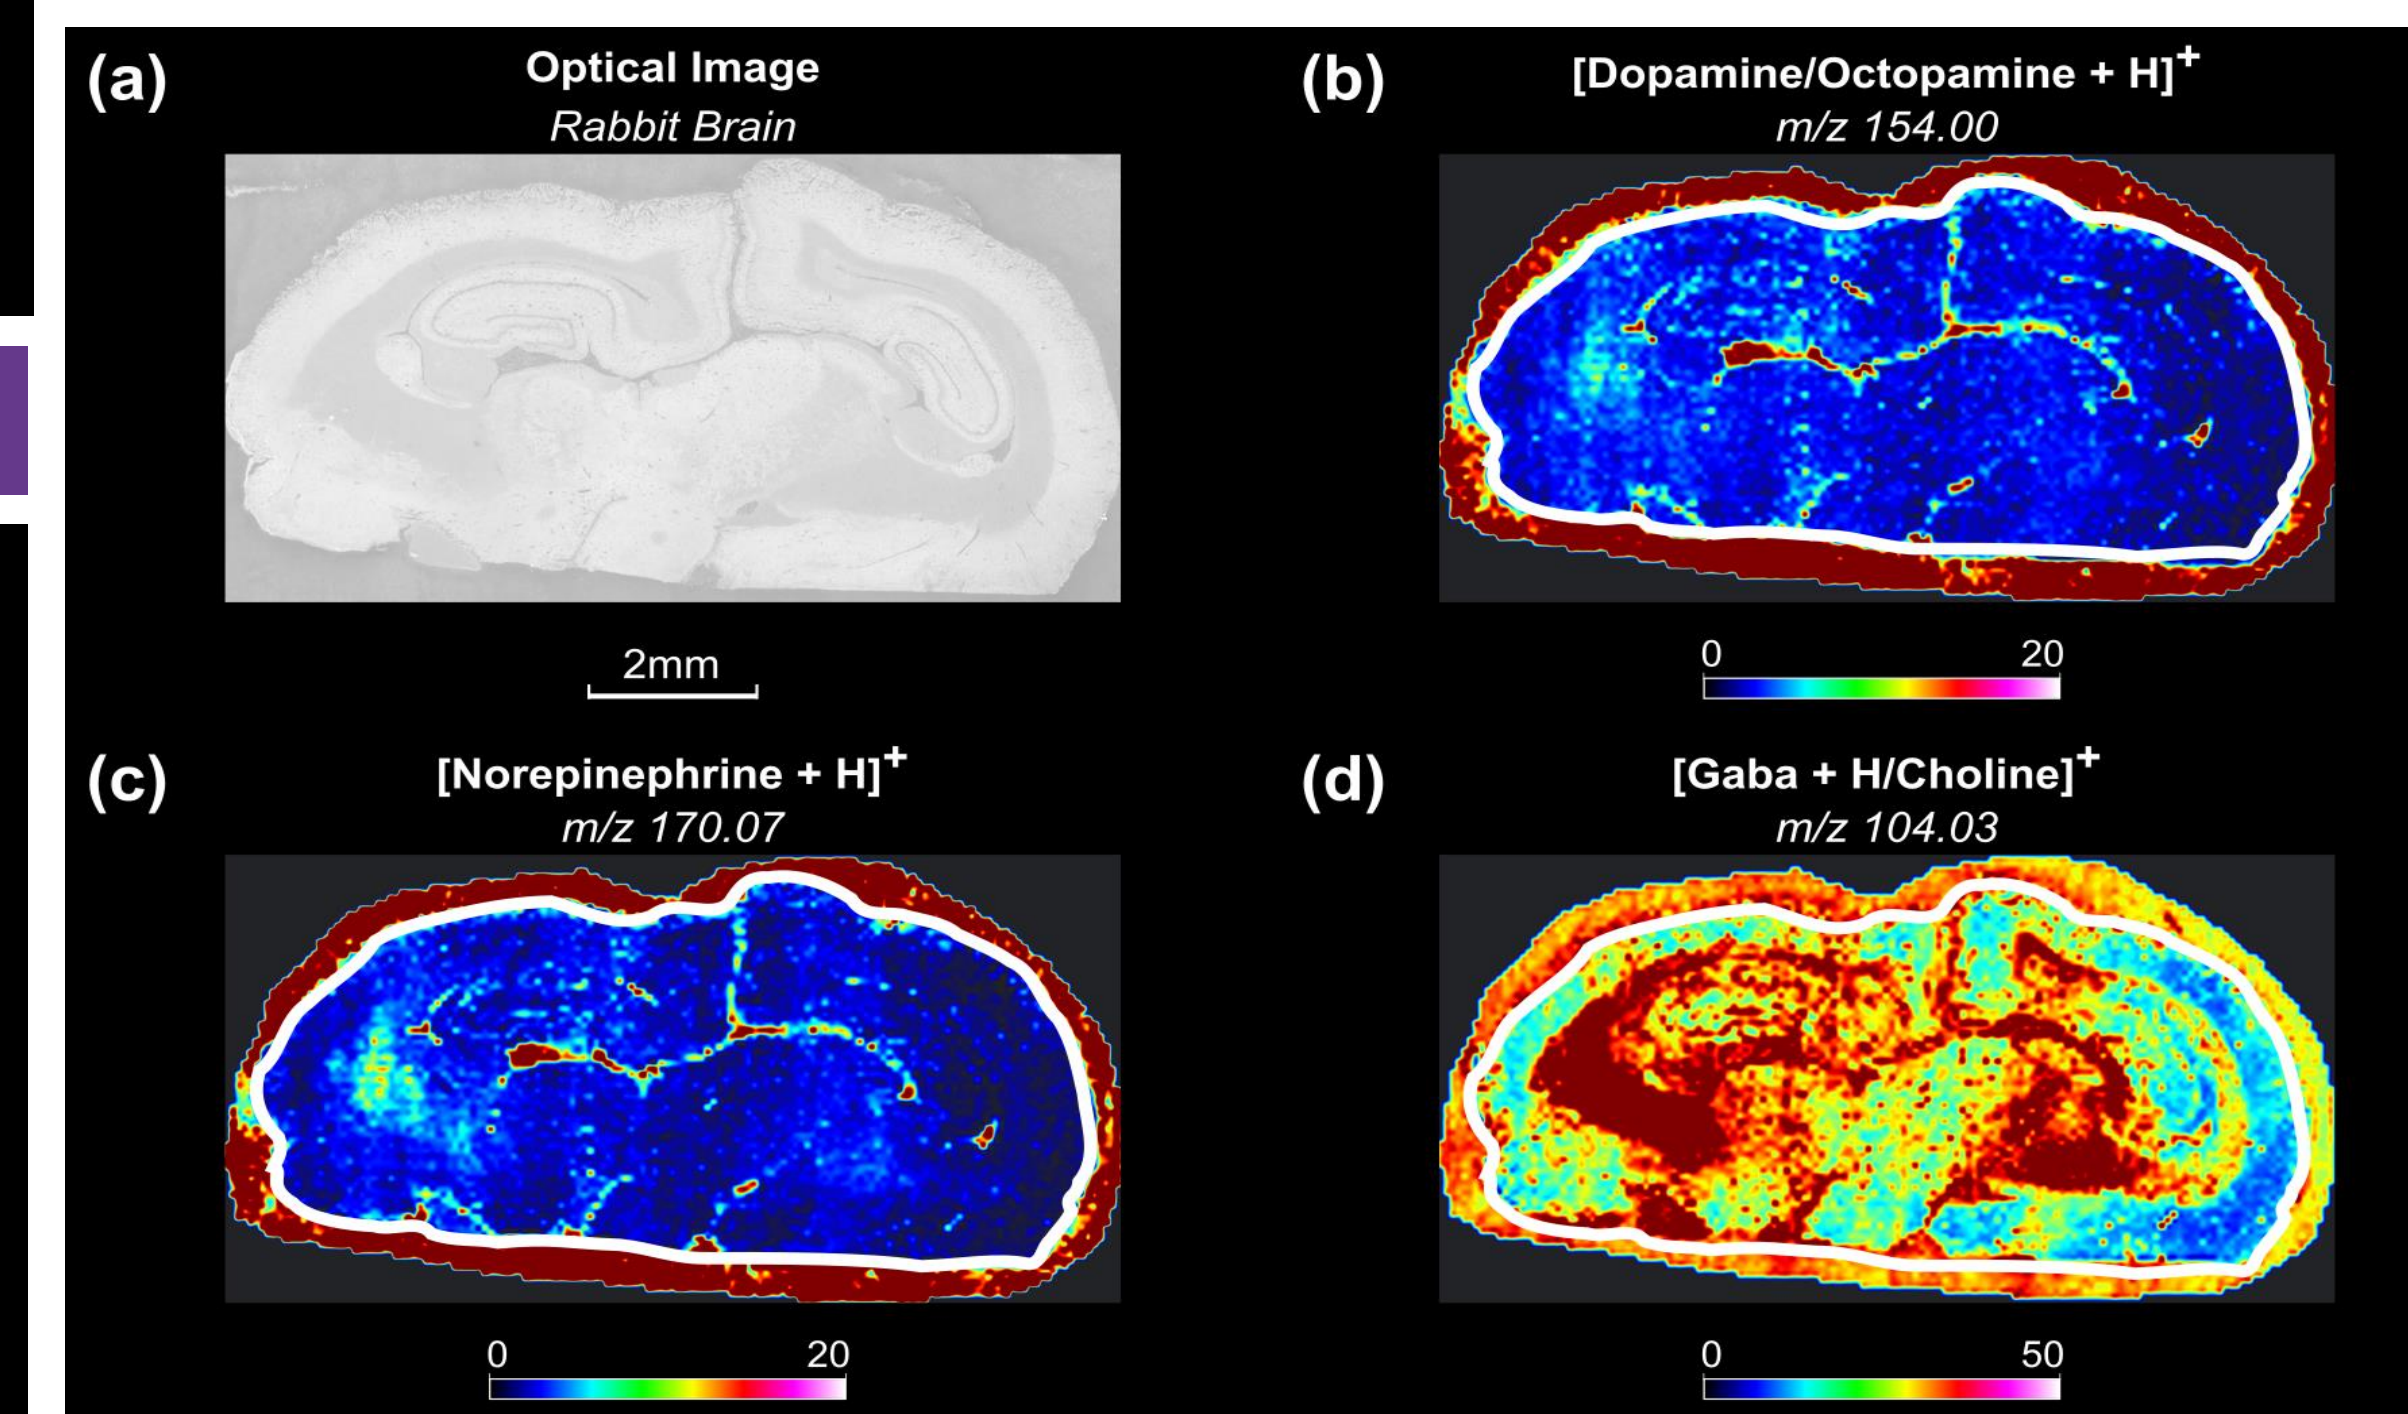 (a)
Optical Image
Rabbit Brain
2mm
(b)
[Dopamine/Octopamine + H]+
m/z 154.00
0 20
(c)
[Norepinephrine + H]+
m/z 170.07
0 20
(d)
[Gaba + H/Choline]+
m/z 104.03
0 50